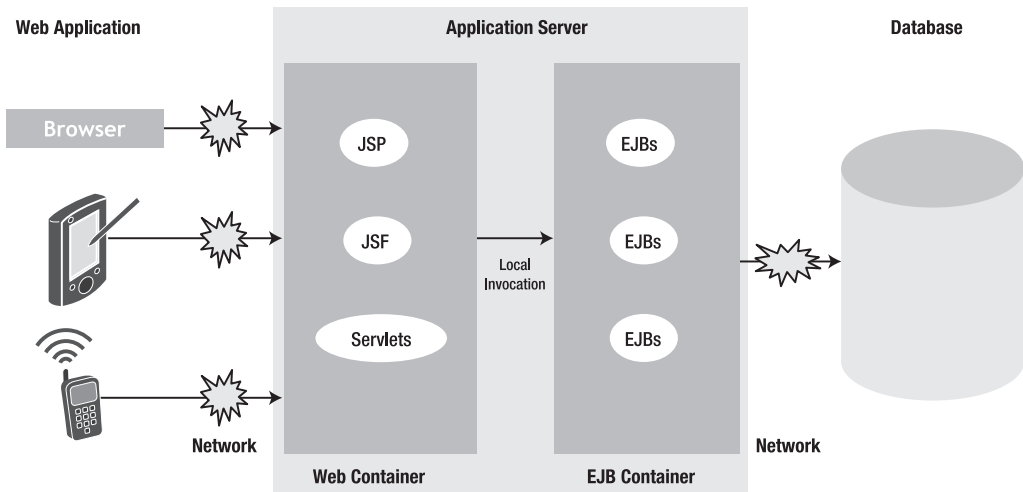 Web Application
Application Server
Database
Browser
JSP
EJBs
JSF
EJBs
Local
Invocation
Servlets
EJBs
Network
Network
Web Container
EJB Container